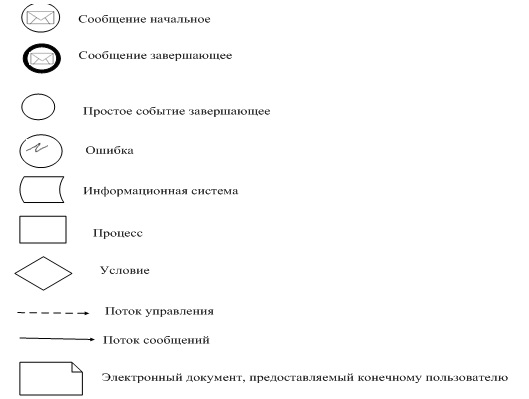 Сообщение начальное
Сообщение завершающее
Простое событие завершающее
Ошибка
Информационная система
Процесс
Условие
Поток управления
Поток сообщений
Электронный документ, предоставляемый конечному пользователю